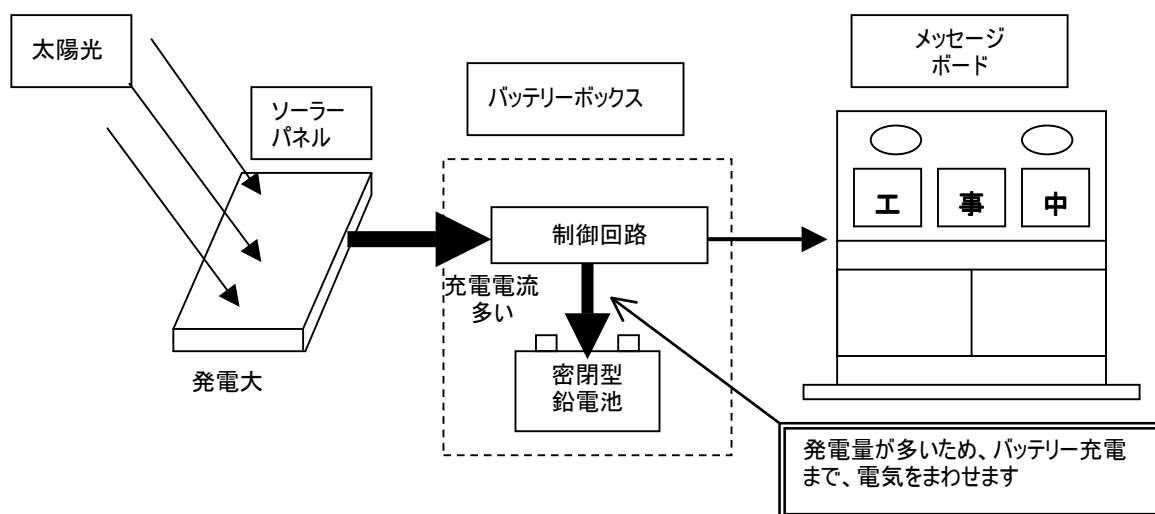 太陽光
ソーラー
パネル
バッテリーボックス
メッセージ
ボード
工 事 中
制御回路
充電電流
多い
発電大
密閉型
鉛電池
発電量が多いため、バッテリー充電
まで、電気をまわせます